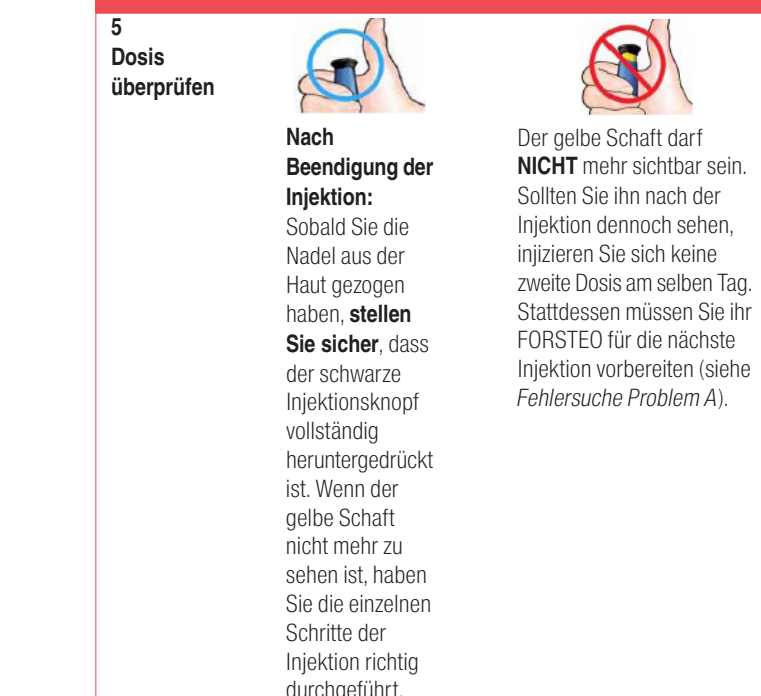 5
Dosis
überprüfen
Nach
Beendigung der
Injektion:
Sobald Sie die
Nadel aus der
Haut gezogen
haben, stellen
Sie sicher, dass
der schwarze
Injektionsknopf
vollständig
heruntergedrückt
ist. Wenn der
gelbe Schaft
nicht mehr zu
sehen ist, haben
Sie die einzelnen
Schritte der
Injektion richtig
durchgeführt.
Der gelbe Schaft darf
NICHT mehr sichtbar sein.
Sollten Sie ihn nach der
Injektion dennoch sehen,
injizieren Sie sich keine
zweite Dosis am selben Tag.
Stattdessen müssen Sie ihr
FORSTEO für die nächste
Injektion vorbereiten (siehe
Fehlersuche Problem A).